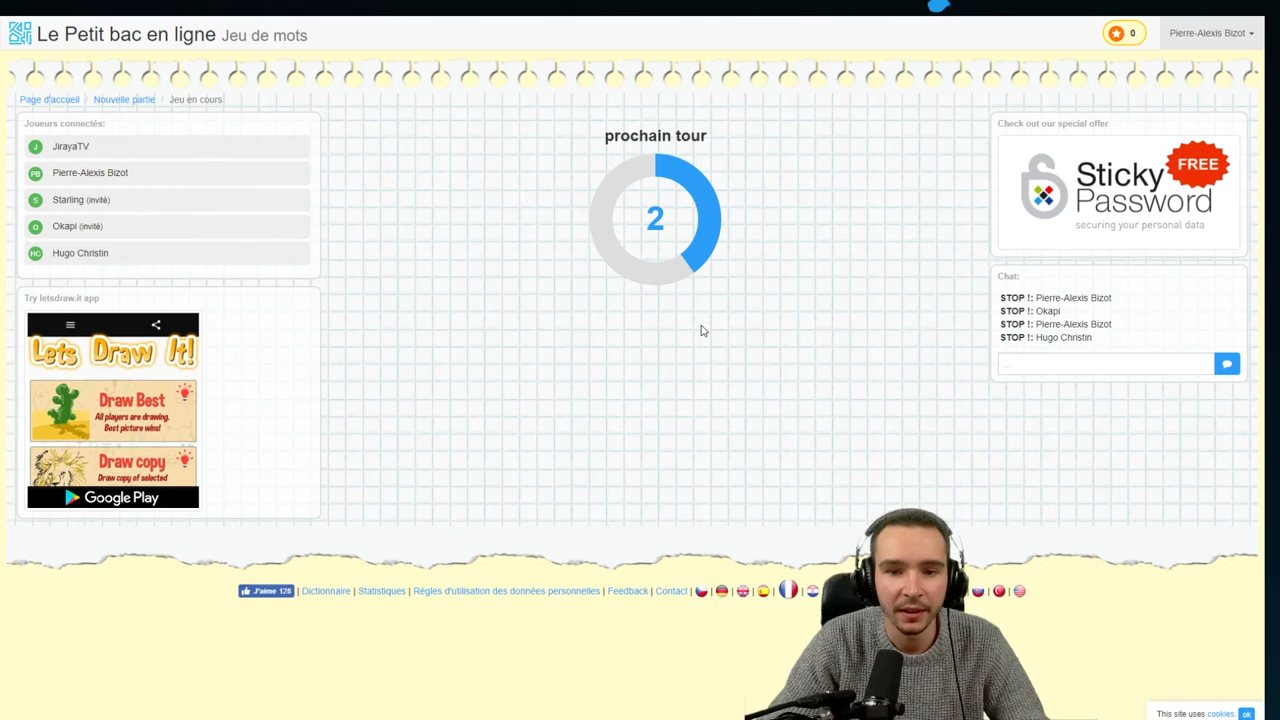 Le Petit bac en ligne Jeu de mots
0
Pierre-Alexis Bizot
Page d'accueil / Nouvelle partie / Jeu en cours
Joueurs connectés:
J JirayaTV
PB Pierre-Alexis Bizot
S Starling (invité)
O Okapi (invité)
HC Hugo Christin
Try letsdraw.it app
Lets Draw It!
Draw Best
All players are drawing.
Best picture wins!
Draw copy
Draw copy of selected
Google Play
prochain tour
2
Check out our special offer
FREE
Sticky
Password
securing your personal data
Chat:
STOP !: Pierre-Alexis Bizot
STOP !: Okapi
STOP !: Pierre-Alexis Bizot
STOP !: Hugo Christin
...
J'aime 128 | Dictionnaire | Statistiques | Régles d'utilisation des données personnelles | Feedback | Contact |
This site uses cookies. ok